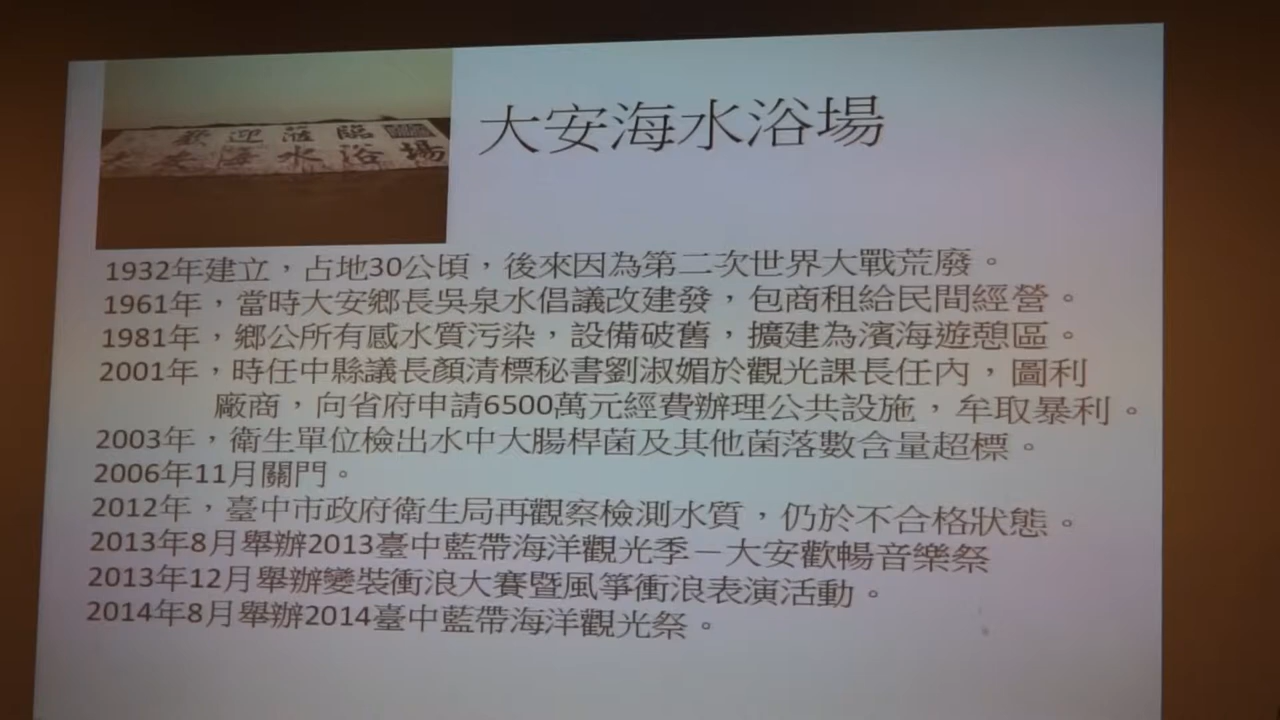 歡迎蒞臨
大安海水浴場
大安海水浴場
1932年建立，占地30公頃，後來因為第二次世界大戰荒廢。
1961年，當時大安鄉長吳泉水倡議改建發，包商租給民間經營。
1981年，鄉公所有感水質污染，設備破舊，擴建為濱海遊憩區。
2001年，時任中縣議長顏清標秘書劉淑媚於觀光課長任內，圖利
廠商，向省府申請6500萬元經費辦理公共設施，牟取暴利。
2003年，衛生單位檢出水中大腸桿菌及其他菌落數含量超標。
2006年11月關門。
2012年，臺中市政府衛生局再觀察檢測水質，仍於不合格狀態。
2013年8月舉辦2013臺中藍帶海洋觀光季－大安歡暢音樂祭
2013年12月舉辦變裝衝浪大賽暨風箏衝浪表演活動。
2014年8月舉辦2014臺中藍帶海洋觀光祭。